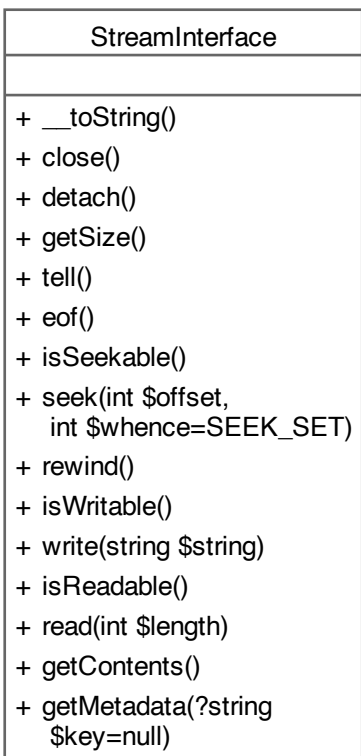 StreamInterface
+ __toString()
+ close()
+ detach()
+ getSize()
+ tell()
+ eof()
+ isSeekable()
+ seek(int $offset,
int $whence=SEEK_SET)
+ rewind()
+ isWritable()
+ write(string $string)
+ isReadable()
+ read(int $length)
+ getContents()
+ getMetadata(?string
$key=null)